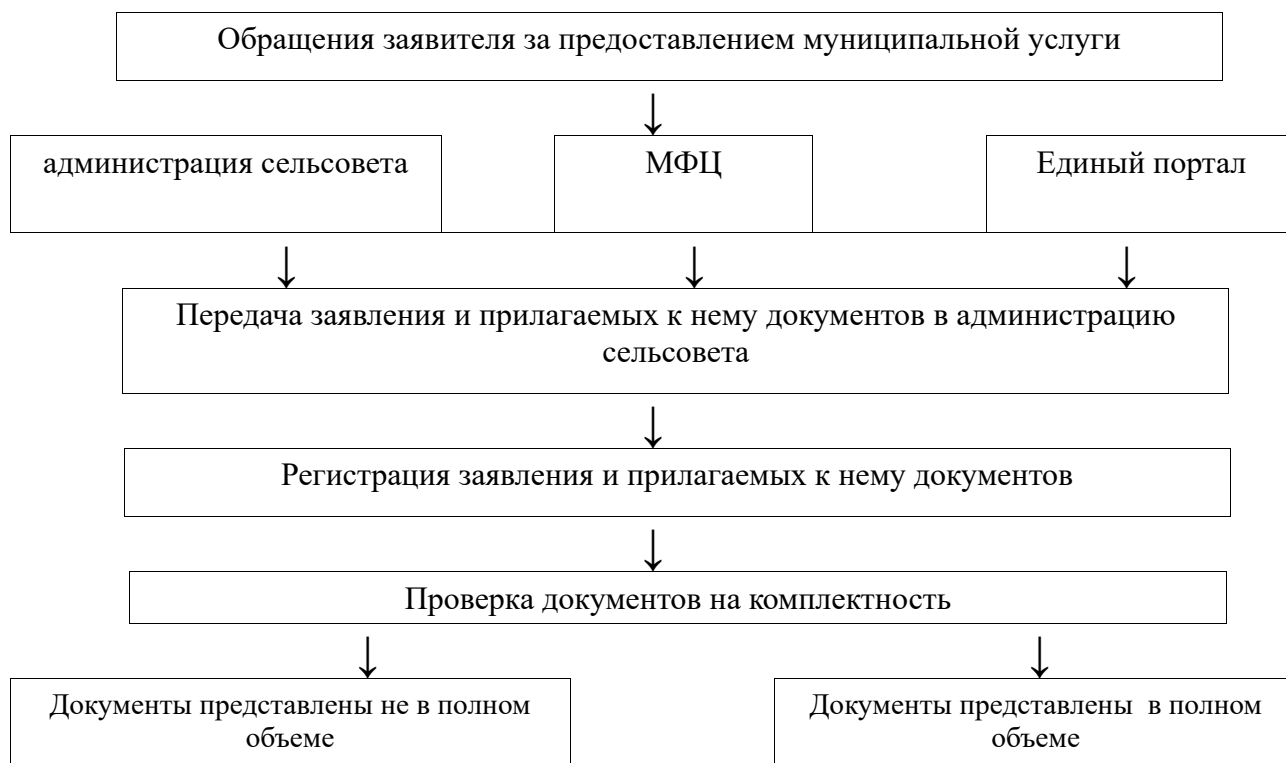 Обращения заявителя за предоставлением муниципальной услуги
администрация сельсовета
МФЦ
Единый портал
Передача заявления и прилагаемых к нему документов в администрацию
сельсовета
Регистрация заявления и прилагаемых к нему документов
Проверка документов на комплектность
Документы представлены не в полном
объеме
Документы представлены в полном
объеме